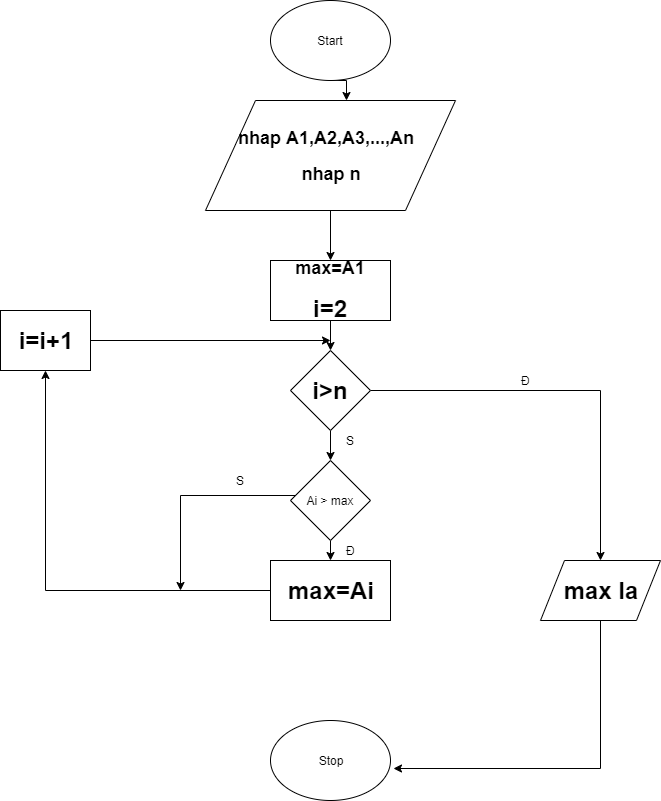 Start
nhap A1,A2,A3,...,An
nhap n
max=A1
i=2
i=i+1
i>n
Đ
S
Ai > max
S
Đ
max=Ai
max la
Stop